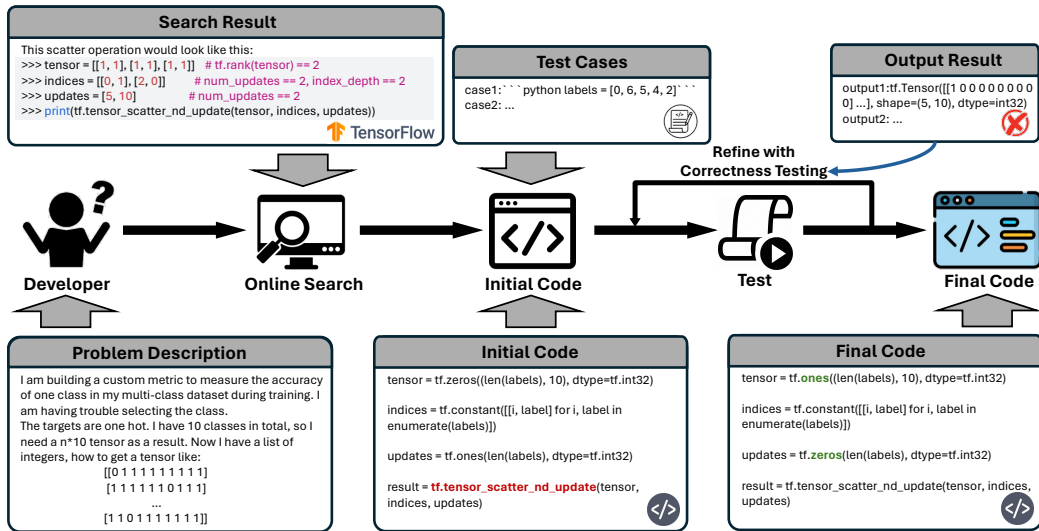 Search Result
This scatter operation would look like this:
>>> tensor = [[1, 1], [1, 1], [1, 1]]   # tf.rank(tensor) == 2
>>> indices = [[0, 1], [2, 0]]   # num_updates == 2, index_depth == 2
>>> updates = [5, 10]   # num_updates == 2
>>> print(tf.tensor_scatter_nd_update(tensor, indices, updates))
TensorFlow
Test Cases
case1:```python labels = [0, 6, 5, 4, 2]```
case2: ...
Output Result
output1:tf.Tensor([[1 0 0 0 0 0 0 0 0
0] ...], shape=(5, 10), dtype=int32)
output2: ...
Refine with
Correctness Testing
Developer
Online Search
Initial Code
Test
Final Code
Problem Description
I am building a custom metric to measure the accuracy
of one class in my multi-class dataset during training. I
am having trouble selecting the class.
The targets are one hot. I have 10 classes in total, so I
need a n*10 tensor as a result. Now I have a list of
integers, how to get a tensor like:
[[0 1 1 1 1 1 1 1 1 1]
[1 1 1 1 1 1 0 1 1 1]
...
[1 1 0 1 1 1 1 1 1 1]]
Initial Code
tensor = tf.zeros((len(labels), 10), dtype=tf.int32)
indices = tf.constant([[i, label] for i, label in
enumerate(labels)])
updates = tf.ones(len(labels), dtype=tf.int32)
result = tf.tensor_scatter_nd_update(tensor,
indices, updates)
Final Code
tensor = tf.ones((len(labels), 10), dtype=tf.int32)
indices = tf.constant([[i, label] for i, label in
enumerate(labels)])
updates = tf.zeros(len(labels), dtype=tf.int32)
result = tf.tensor_scatter_nd_update(tensor, indices,
updates)